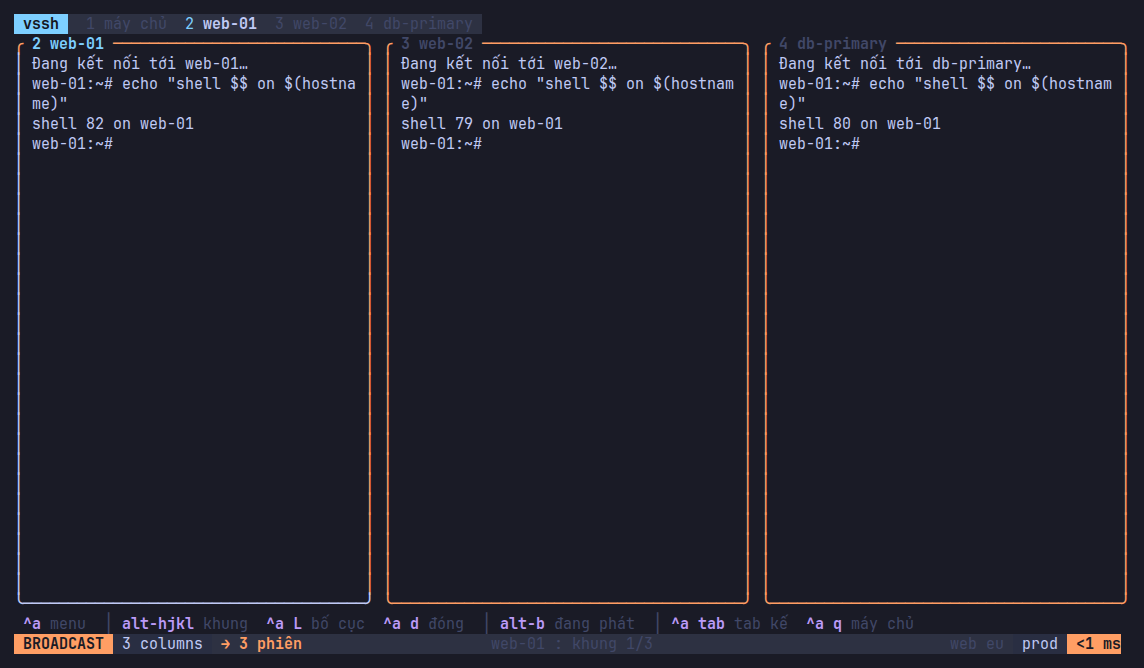 vssh 1 máy chủ 2 web-01 3 web-02 4 db-primary
2 web-01
Đang kết nối tới web-01…
web-01:~# echo "shell $$ on $(hostna
me)"
shell 82 on web-01
web-01:~#
3 web-02
Đang kết nối tới web-02…
web-01:~# echo "shell $$ on $(hostnam
e)"
shell 79 on web-01
web-01:~#
4 db-primary
Đang kết nối tới db-primary…
web-01:~# echo "shell $$ on $(hostnam
e)"
shell 80 on web-01
web-01:~#
^a menu │ alt-hjkl khung ^a L bố cục ^a d đóng │ alt-b đang phát │ ^a tab tab kế ^a q máy chủ
BROADCAST 3 columns → 3 phiên web-01 : khung 1/3 web eu prod <1 ms